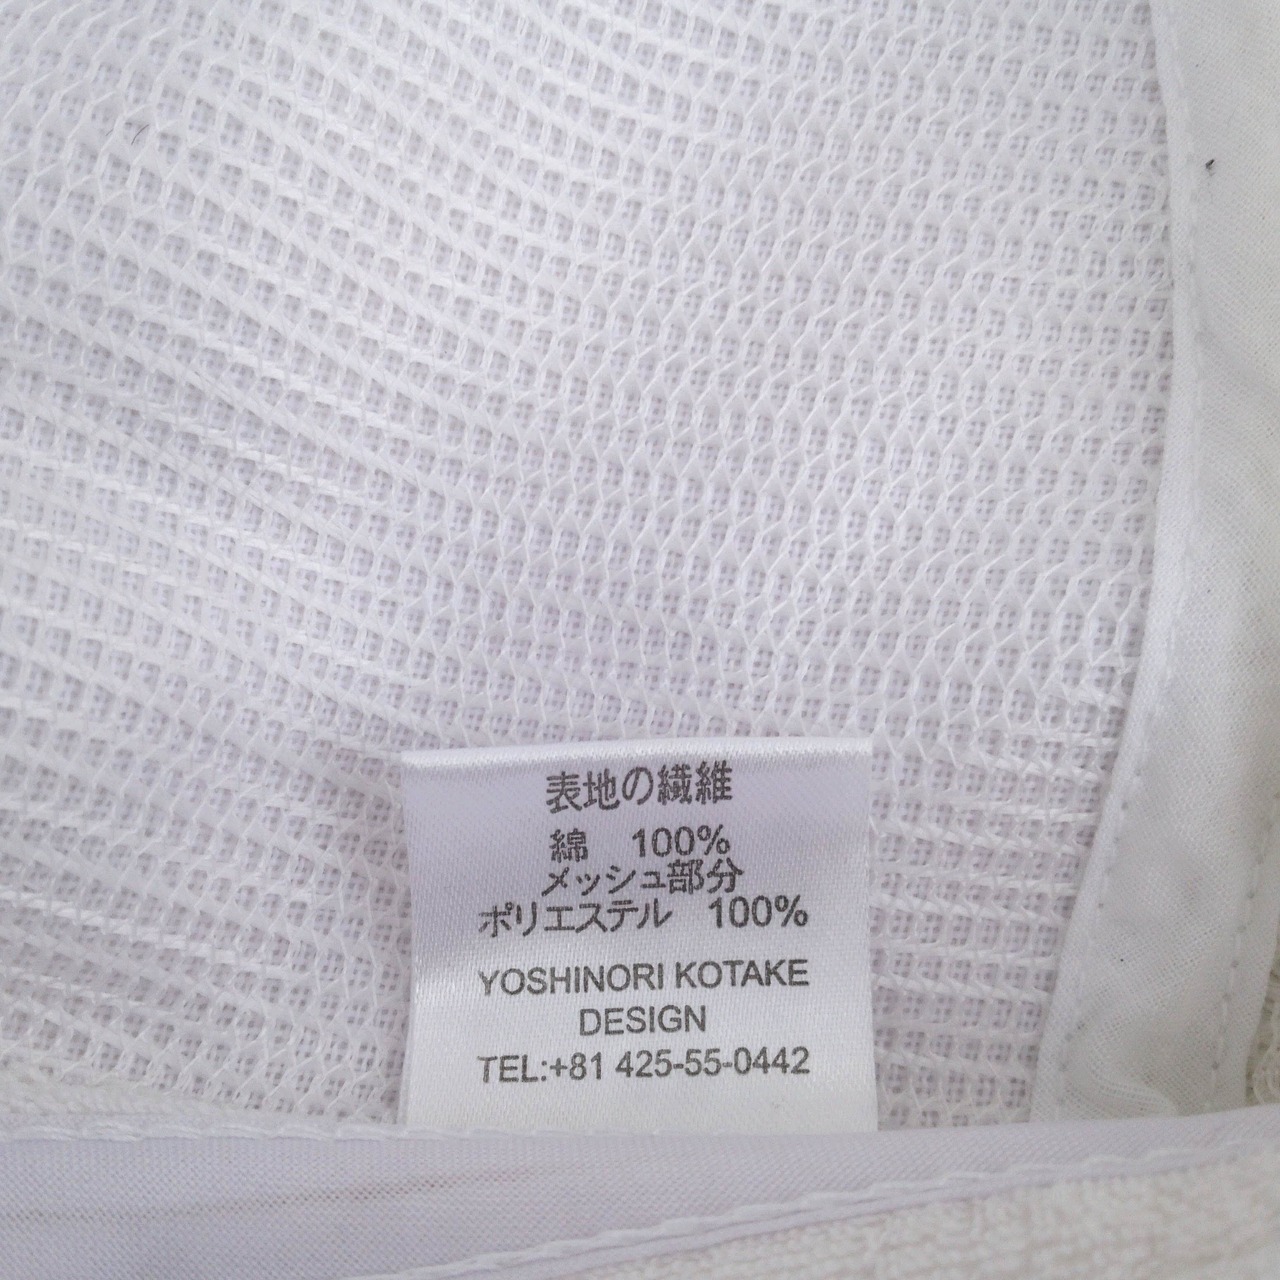 表地の繊維
綿　100%
メッシュ部分
ポリエステル　100%
YOSHINORI KOTAKE
DESIGN
TEL:+81 425-55-0442